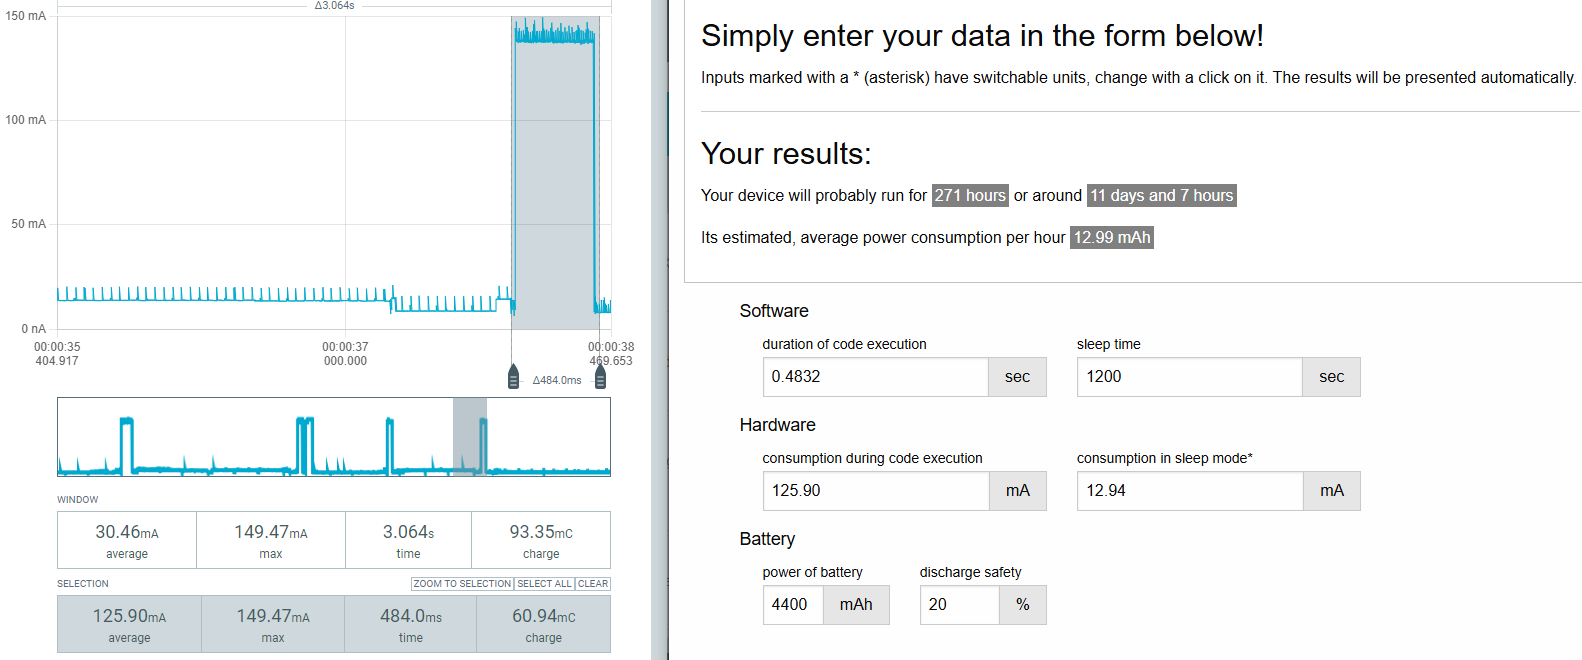 Δ3.064s
150 mA
100 mA
50 mA
0 nA
00:00:35
404.917
00:00:37
000.000
00:00:38
469.653
Δ484.0ms
WINDOW
30.46mA
average
149.47mA
max
3.064s
time
93.35mC
charge
SELECTION
ZOOM TO SELECTION SELECT ALL CLEAR
125.90mA
average
149.47mA
max
484.0ms
time
60.94mC
charge
Simply enter your data in the form below!
Inputs marked with a * (asterisk) have switchable units, change with a click on it. The results will be presented automatically.
Your results:
Your device will probably run for 271 hours or around 11 days and 7 hours
Its estimated, average power consumption per hour 12.99 mAh
Software
duration of code execution
0.4832 sec
sleep time
1200 sec
Hardware
consumption during code execution
125.90 mA
consumption in sleep mode*
12.94 mA
Battery
power of battery
4400 mAh
discharge safety
20 %